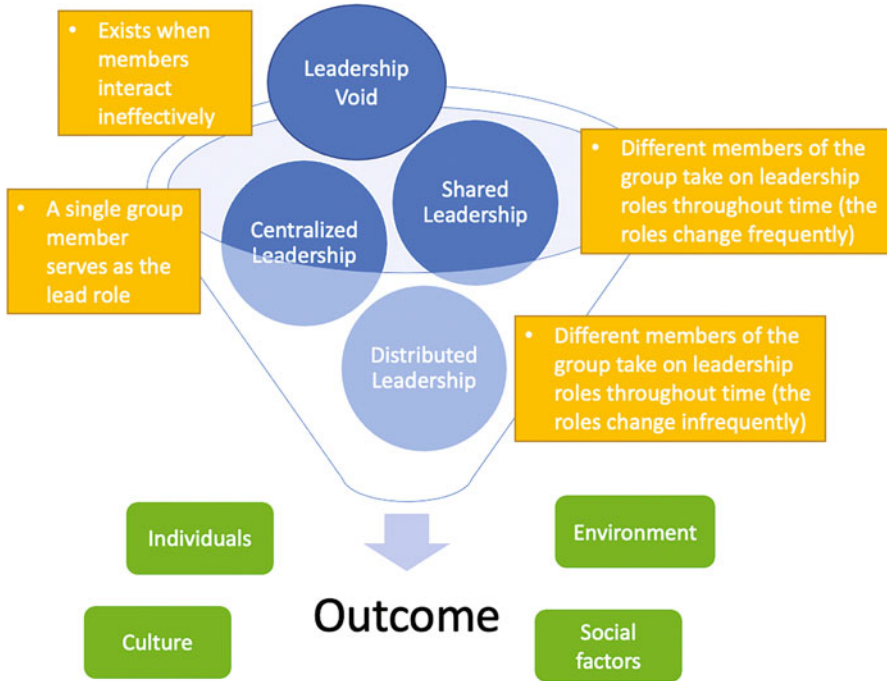 • Exists when
members
interact
ineffectively
Leadership
Void
• A single group
member
serves as the
lead role
Centralized
Leadership
Shared
Leadership
• Different members of the
group take on leadership
roles throughout time (the
roles change frequently)
Distributed
Leadership
• Different members of the
group take on leadership
roles throughout time (the
roles change infrequently)
Individuals
Environment
Outcome
Culture
Social
factors